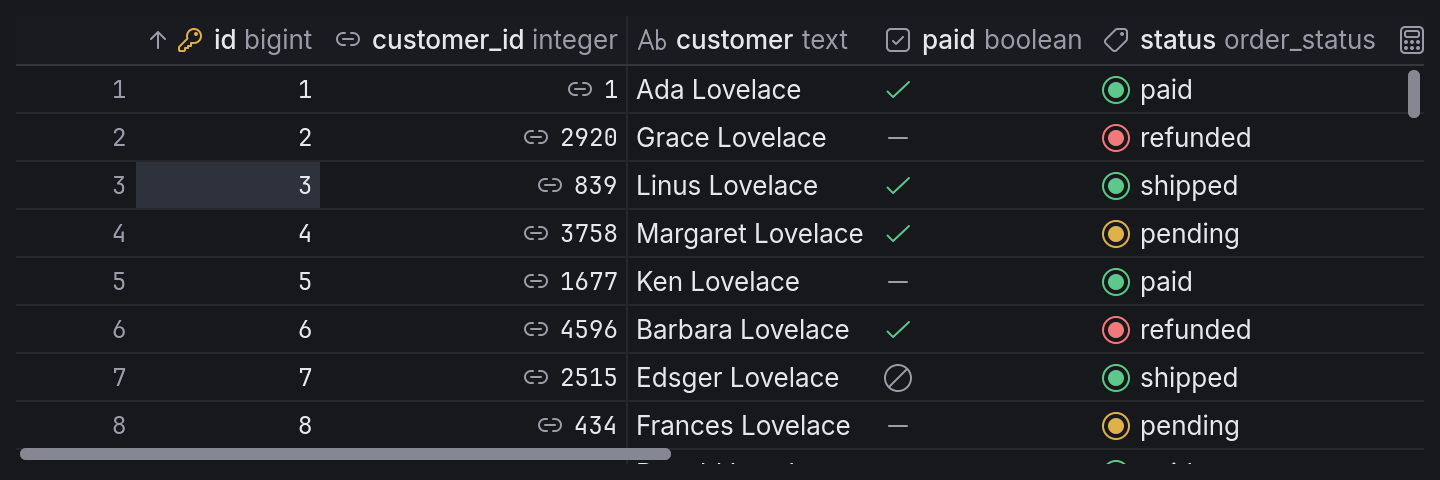 id bigint customer_id integer Ab customer text paid boolean status order_status
1 1 1 Ada Lovelace paid
2 2 2920 Grace Lovelace refunded
3 3 839 Linus Lovelace shipped
4 4 3758 Margaret Lovelace pending
5 5 1677 Ken Lovelace paid
6 6 4596 Barbara Lovelace refunded
7 7 2515 Edsger Lovelace shipped
8 8 434 Frances Lovelace pending